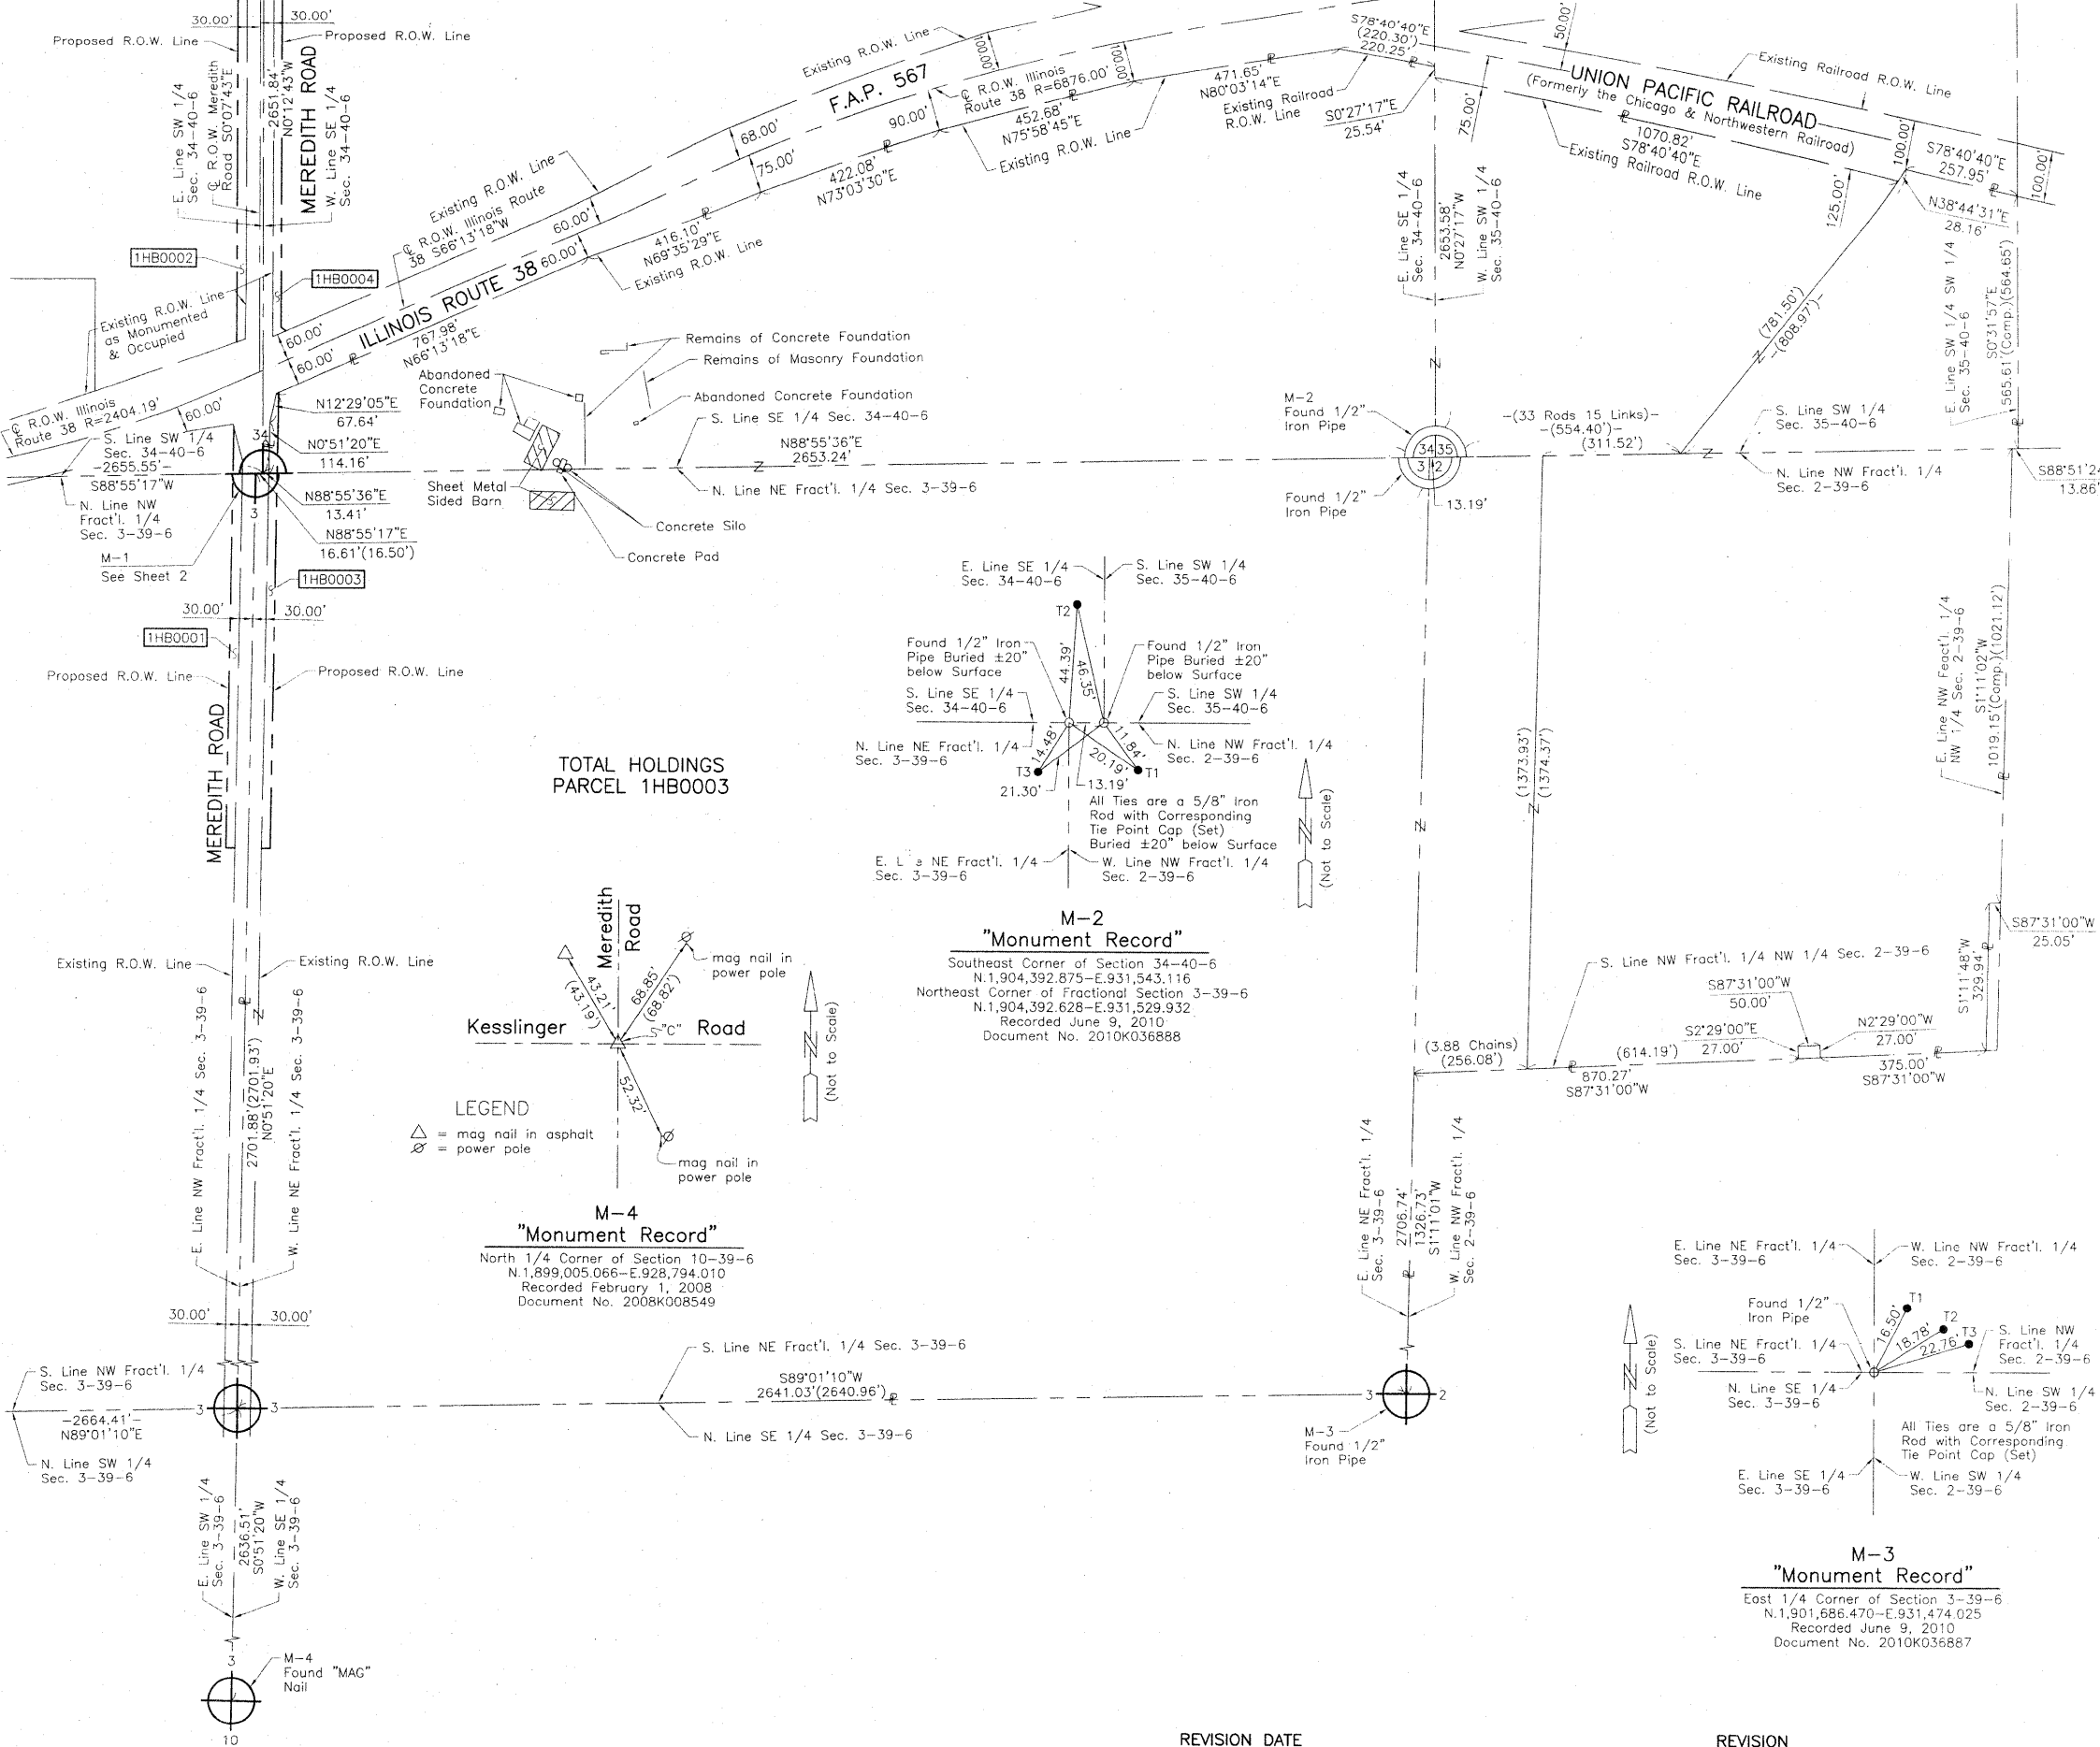 30.00'
30.00'
Proposed R.O.W. Line
Proposed R.O.W. Line
E. Line SW 1/4
Sec. 34-40-6
℄ R.O.W. Meredith
Road S0°07'43"E
-2651.84'-
N0°12'43"W
MEREDITH ROAD
W. Line SE 1/4
Sec. 34-40-6
1HB0002
1HB0004
Existing R.O.W. Line
as Monumented
& Occupied
℄ R.O.W. Illinois
Route 38 R=2404.19'
60.00'
60.00'
60.00'
ILLINOIS ROUTE 38
767.98'
N66°13'18"E
℄ R.O.W. Illinois Route
38 S66°13'18"W
Existing R.O.W. Line
60.00'
60.00'
416.10'
N69°35'29"E
Existing R.O.W. Line
68.00'
75.00'
422.08'
N73°03'30"E
Existing R.O.W. Line
F.A.P. 567
100.00'
90.00'
℄ R.O.W. Illinois
Route 38 R=6876.00'
100.00'
452.68'
N75°58'45"E
Existing R.O.W. Line
471.65'
N80°03'14"E
Existing Railroad
R.O.W. Line
S78°40'40"E
(220.30')
220.25'
S0°27'17"E
25.54'
75.00'
50.00'
UNION PACIFIC RAILROAD
(Formerly the Chicago & Northwestern Railroad)
1070.82'
S78°40'40"E
Existing Railroad R.O.W. Line
Existing Railroad R.O.W. Line
100.00'
S78°40'40"E
257.95'
100.00'
125.00'
N38°44'31"E
28.16'
(781.50')
-(808.97')-
E. Line SE 1/4
Sec. 34-40-6
2653.58'
N0°27'17"W
W. Line SW 1/4
Sec. 35-40-6
E. Line SW 1/4 SW 1/4
Sec. 35-40-6
S0°31'57"E
565.61'(Comp.)(564.65')
S. Line SW 1/4
Sec. 34-40-6
-2655.55'-
S88°55'17"W
N. Line NW
Fract'l. 1/4
Sec. 3-39-6
M-1
See Sheet 2
34
3
N12°29'05"E
67.64'
N0°51'20"E
114.16'
N88°55'36"E
13.41'
N88°55'17"E
16.61'(16.50')
Abandoned
Concrete
Foundation
Remains of Concrete Foundation
Remains of Masonry Foundation
Abandoned Concrete Foundation
S. Line SE 1/4 Sec. 34-40-6
N88°55'36"E
2653.24'
N. Line NE Fract'l. 1/4 Sec. 3-39-6
Sheet Metal
Sided Barn
Concrete Silo
Concrete Pad
M-2
Found 1/2"
Iron Pipe
Found 1/2"
Iron Pipe
34 35
3 2
13.19'
-(33 Rods 15 Links)-
-(554.40')-
(311.52')
S. Line SW 1/4
Sec. 35-40-6
N. Line NW Fract'l. 1/4
Sec. 2-39-6
S88°51'24
13.86'
1HB0003
30.00'
30.00'
1HB0001
Proposed R.O.W. Line
Proposed R.O.W. Line
MEREDITH ROAD
TOTAL HOLDINGS
PARCEL 1HB0003
E. Line SE 1/4
Sec. 34-40-6
S. Line SW 1/4
Sec. 35-40-6
T2
Found 1/2" Iron
Pipe Buried ±20"
below Surface
Found 1/2" Iron
Pipe Buried ±20"
below Surface
44.39'
46.35'
S. Line SE 1/4
Sec. 34-40-6
S. Line SW 1/4
Sec. 35-40-6
N. Line NE Fract'l. 1/4
Sec. 3-39-6
N. Line NW Fract'l. 1/4
Sec. 2-39-6
14.48'
20.19'
11.84'
T3
T1
21.30'
13.19'
All Ties are a 5/8" Iron
Rod with Corresponding
Tie Point Cap (Set)
Buried ±20" below Surface
E. L NE Fract'l. 1/4
Sec. 3-39-6
W. Line NW Fract'l. 1/4
Sec. 2-39-6
(Not to Scale)
M-2
"Monument Record"
Southeast Corner of Section 34-40-6
N.1,904,392.875-E.931,543.116
Northeast Corner of Fractional Section 3-39-6
N.1,904,392.628-E.931,529.932
Recorded June 9, 2010
Document No. 2010K036888
(1373.93')
(1374.37')
E. Line NW Feact'l. 1/4
NW 1/4 Sec. 2-39-6
S1°11'02"W
1019.15'(Comp.)(1021.12')
S87°31'00"W
25.05'
S1°11'48"W
329.94'
S. Line NW Fract'l. 1/4 NW 1/4 Sec. 2-39-6
S87°31'00"W
50.00'
S2°29'00"E
27.00'
N2°29'00"W
27.00'
(3.88 Chains)
(256.08')
(614.19')
870.27'
S87°31'00"W
375.00'
S87°31'00"W
Existing R.O.W. Line
Existing R.O.W. Line
E. Line NW Fract'l. 1/4 Sec. 3-39-6
2701.88'(2701.93')
N0°51'20"E
W. Line NE Fract'l. 1/4 Sec. 3-39-6
Meredith
Road
mag nail in
power pole
43.21'
(43.19')
68.85'
(68.82')
Kesslinger
"C"
Road
52.32'
(Not to Scale)
LEGEND
△ = mag nail in asphalt
⌀ = power pole
mag nail in
power pole
M-4
"Monument Record"
North 1/4 Corner of Section 10-39-6
N.1,899,005.066-E.928,794.010
Recorded February 1, 2008
Document No. 2008K008549
E. Line NE Fract'l. 1/4
Sec. 3-39-6
2706.74'
1326.73'
S1°11'01"W
W. Line NW Fract'l. 1/4
Sec. 2-39-6
30.00'
30.00'
S. Line NW Fract'l. 1/4
Sec. 3-39-6
-2664.41'-
N89°01'10"E
N. Line SW 1/4
Sec. 3-39-6
3
3
S. Line NE Fract'l. 1/4 Sec. 3-39-6
S89°01'10"W
2641.03'(2640.96')
N. Line SE 1/4 Sec. 3-39-6
3
2
M-3
Found 1/2"
Iron Pipe
E. Line SW 1/4
Sec. 3-39-6
2636.51'
S0°51'20"W
W. Line SE 1/4
Sec. 3-39-6
3
M-4
Found "MAG"
Nail
10
E. Line NE Fract'l. 1/4
Sec. 3-39-6
W. Line NW Fract'l. 1/4
Sec. 2-39-6
Found 1/2"
Iron Pipe
T1
T2
T3
16.50'
18.78'
22.76'
S. Line NE Fract'l. 1/4
Sec. 3-39-6
S. Line NW
Fract'l. 1/4
Sec. 2-39-6
N. Line SE 1/4
Sec. 3-39-6
N. Line SW 1/4
Sec. 2-39-6
All Ties are a 5/8" Iron
Rod with Corresponding
Tie Point Cap (Set)
E. Line SE 1/4
Sec. 3-39-6
W. Line SW 1/4
Sec. 2-39-6
(Not to Scale)
M-3
"Monument Record"
East 1/4 Corner of Section 3-39-6
N.1,901,686.470-E.931,474.025
Recorded June 9, 2010
Document No. 2010K036887
REVISION DATE
REVISION